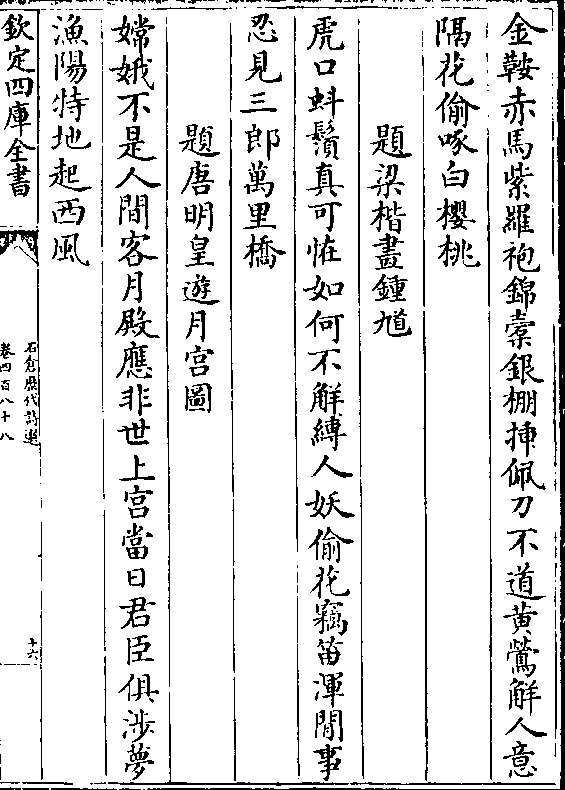 金鞍赤馬紫羅袍錦橐銀棚挿佩刀不道黄鶯解人意
隔花偷啄白櫻桃
題梁楷畫鍾馗
虎口蚪鬚真可恠如何不解縛人妖偷花竊笛渾閒事
忍見三郎萬里橋
題唐明皇遊月宫圖
嫦娥不是人間客月殿應非世上宫當日君臣俱涉夢
漁陽特地起西風
欽定四庫全書
石倉歷代詩選
卷四百八十八
十六